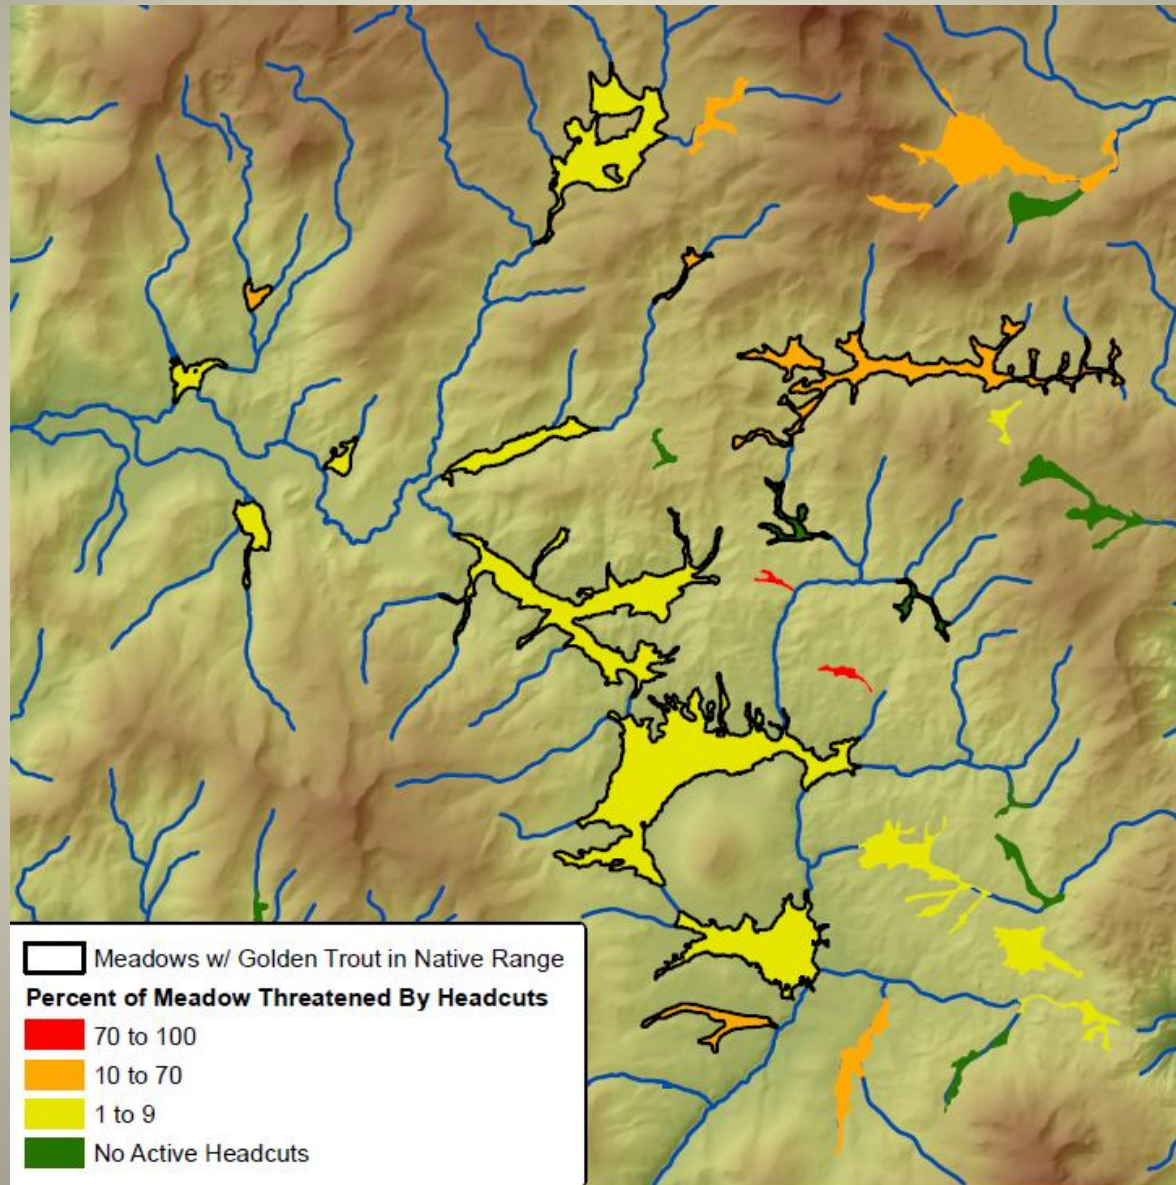 Meadows w/ Golden Trout in Native Range
Percent of Meadow Threatened By Headcuts
70 to 100
10 to 70
1 to 9
No Active Headcuts